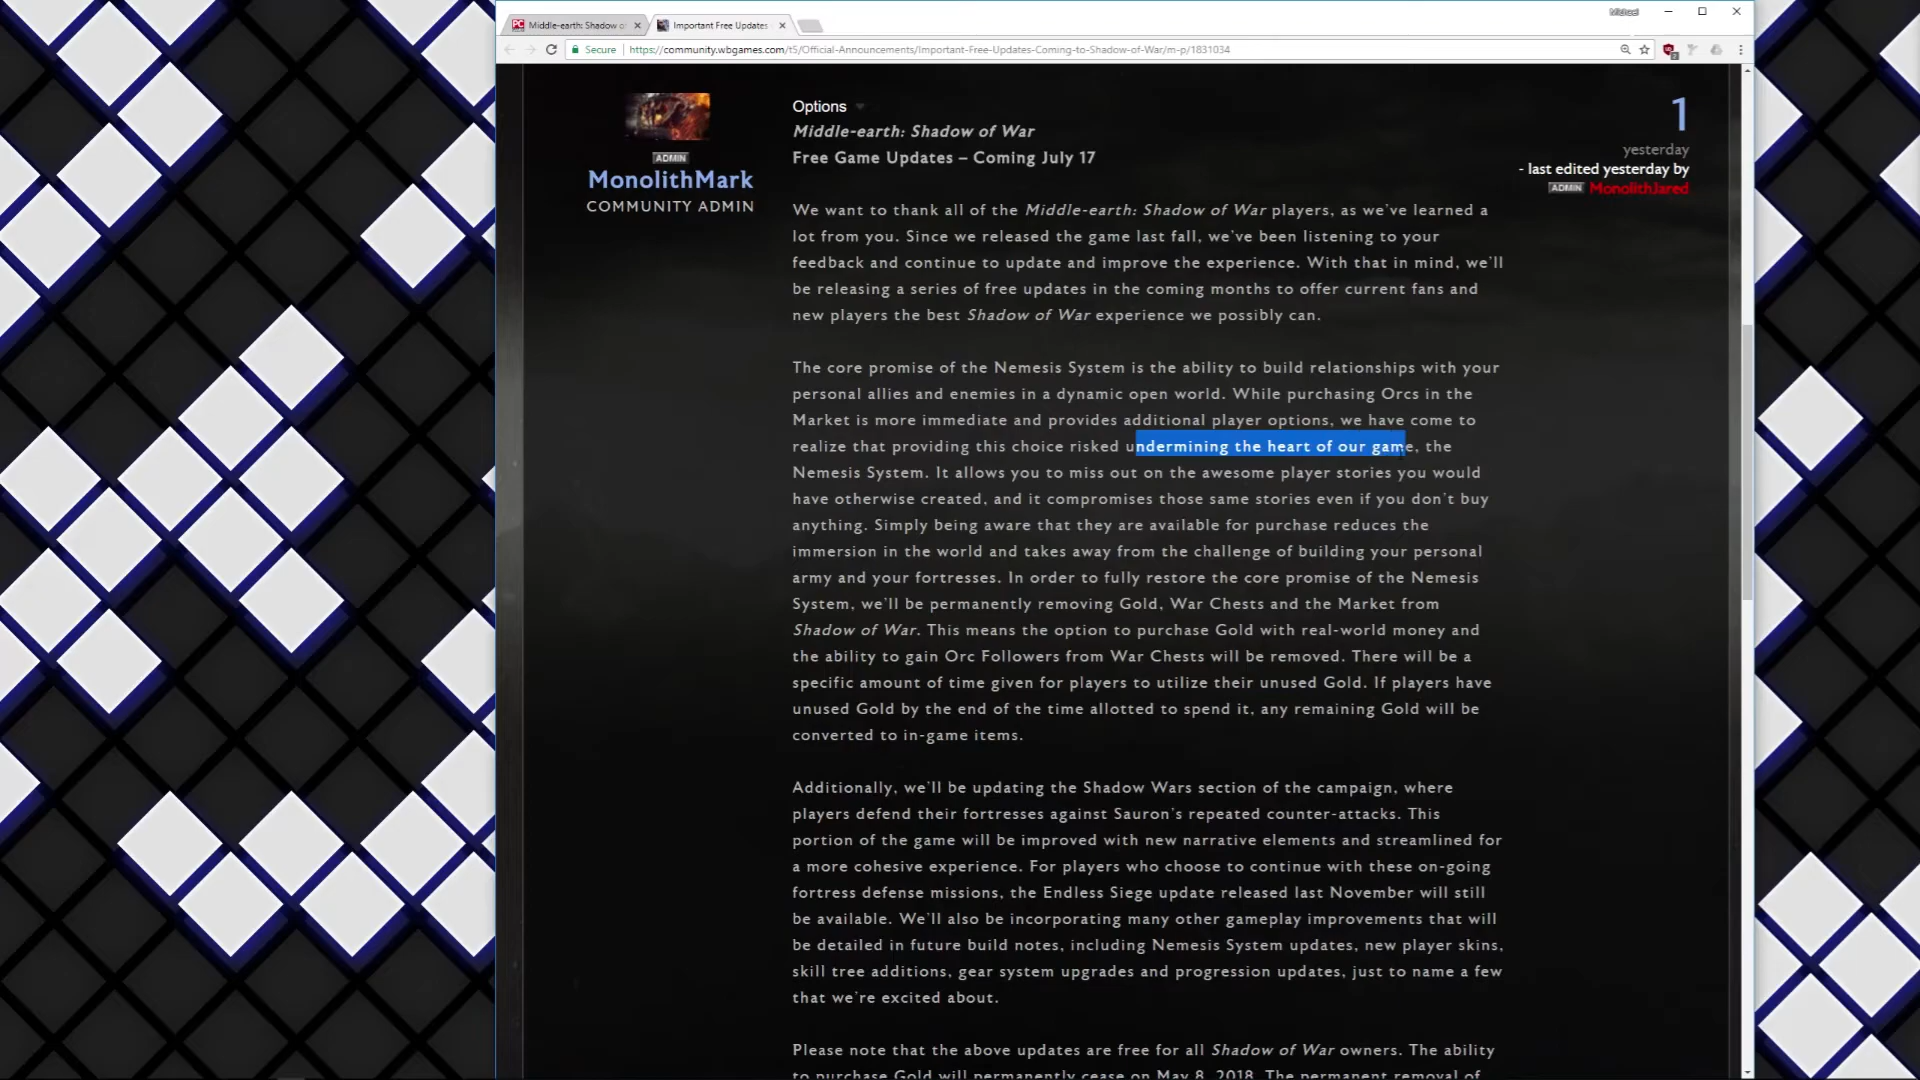 Michael
Middle-earth: Shadow of
Important Free Updates
Secure
https://community.wbgames.com/t5/Official-Announcements/Important-Free-Updates-Coming-to-Shadow-of-War/m-p/1831034
Options
Middle-earth: Shadow of War
Free Game Updates – Coming July 17
1
yesterday
- last edited yesterday by
ADMIN MonolithJared
ADMIN
MonolithMark
COMMUNITY ADMIN
We want to thank all of the Middle-earth: Shadow of War players, as we've learned a
lot from you. Since we released the game last fall, we've been listening to your
feedback and continue to update and improve the experience. With that in mind, we'll
be releasing a series of free updates in the coming months to offer current fans and
new players the best Shadow of War experience we possibly can.
The core promise of the Nemesis System is the ability to build relationships with your
personal allies and enemies in a dynamic open world. While purchasing Orcs in the
Market is more immediate and provides additional player options, we have come to
realize that providing this choice risked undermining the heart of our game, the
Nemesis System. It allows you to miss out on the awesome player stories you would
have otherwise created, and it compromises those same stories even if you don't buy
anything. Simply being aware that they are available for purchase reduces the
immersion in the world and takes away from the challenge of building your personal
army and your fortresses. In order to fully restore the core promise of the Nemesis
System, we'll be permanently removing Gold, War Chests and the Market from
Shadow of War. This means the option to purchase Gold with real-world money and
the ability to gain Orc Followers from War Chests will be removed. There will be a
specific amount of time given for players to utilize their unused Gold. If players have
unused Gold by the end of the time allotted to spend it, any remaining Gold will be
converted to in-game items.
Additionally, we'll be updating the Shadow Wars section of the campaign, where
players defend their fortresses against Sauron's repeated counter-attacks. This
portion of the game will be improved with new narrative elements and streamlined for
a more cohesive experience. For players who choose to continue with these on-going
fortress defense missions, the Endless Siege update released last November will still
be available. We'll also be incorporating many other gameplay improvements that will
be detailed in future build notes, including Nemesis System updates, new player skins,
skill tree additions, gear system upgrades and progression updates, just to name a few
that we're excited about.
Please note that the above updates are free for all Shadow of War owners. The ability
to purchase Gold will permanently cease on May 8, 2018. The permanent removal of